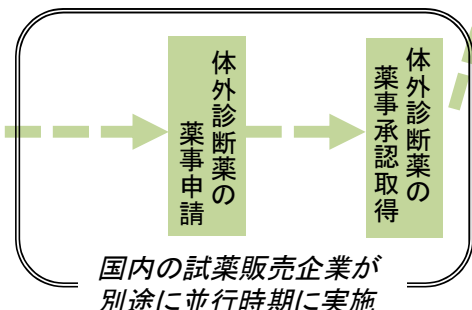 体外診断薬の
薬事申請
体外診断薬の
薬事承認取得
国内の試薬販売企業が
別途に並行時期に実施